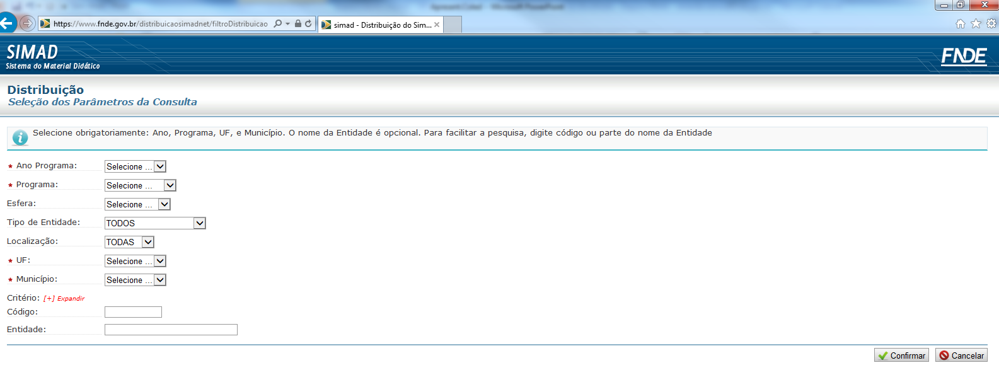 https://www.fnde.gov.br/distribuicaosimadnet/filtroDistribuicao
simad - Distribuição do Sim...
SIMAD
Sistema do Material Didático
FNDE
Distribuição
Seleção dos Parâmetros da Consulta
Selecione obrigatoriamente: Ano, Programa, UF, e Município. O nome da Entidade é opcional. Para facilitar a pesquisa, digite código ou parte do nome da Entidade
* Ano Programa: Selecione ...
* Programa: Selecione ...
Esfera: Selecione ...
Tipo de Entidade: TODOS
Localização: TODAS
* UF: Selecione ...
* Município: Selecione ...
Critério: [+] Expandir
Código:
Entidade:
Confirmar Cancelar